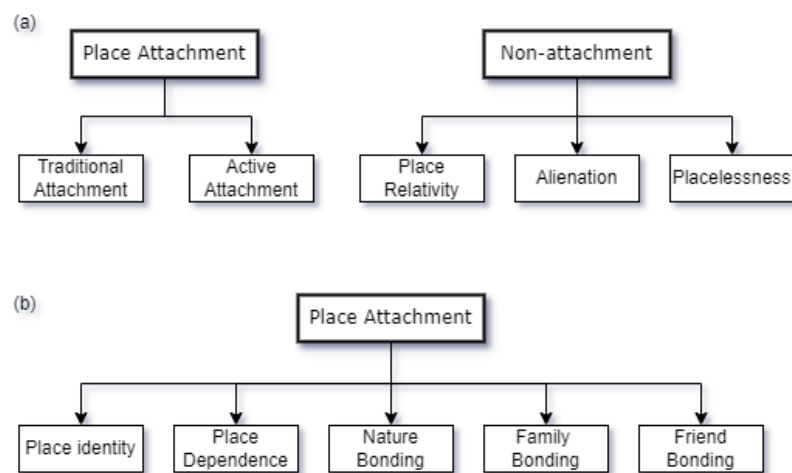 (a)
Place Attachment
Non-attachment
Traditional
Attachment
Active
Attachment
Place
Relativity
Alienation
Placelessness
(b)
Place Attachment
Place identity
Place
Dependence
Nature
Bonding
Family
Bonding
Friend
Bonding